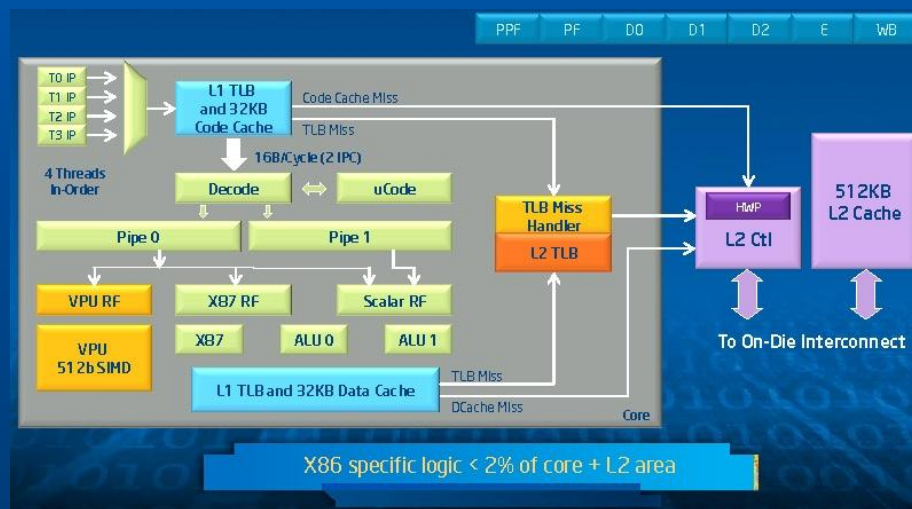 PPF PF D0 D1 D2 E WB
T0 IP
T1 IP
T2 IP
T3 IP
4 Threads
In-Order
L1 TLB
and 32KB
Code Cache
Code Cache Miss
TLB Miss
16B/Cycle (2 IPC)
Decode
uCode
Pipe 0
Pipe 1
VPU RF
X87 RF
Scalar RF
VPU
512b SIMD
X87
ALU 0
ALU 1
L1 TLB and 32KB Data Cache
TLB Miss
DCache Miss
Core
TLB Miss
Handler
L2 TLB
HWP
L2 Ctl
512KB
L2 Cache
To On-Die Interconnect
X86 specific logic < 2% of core + L2 area